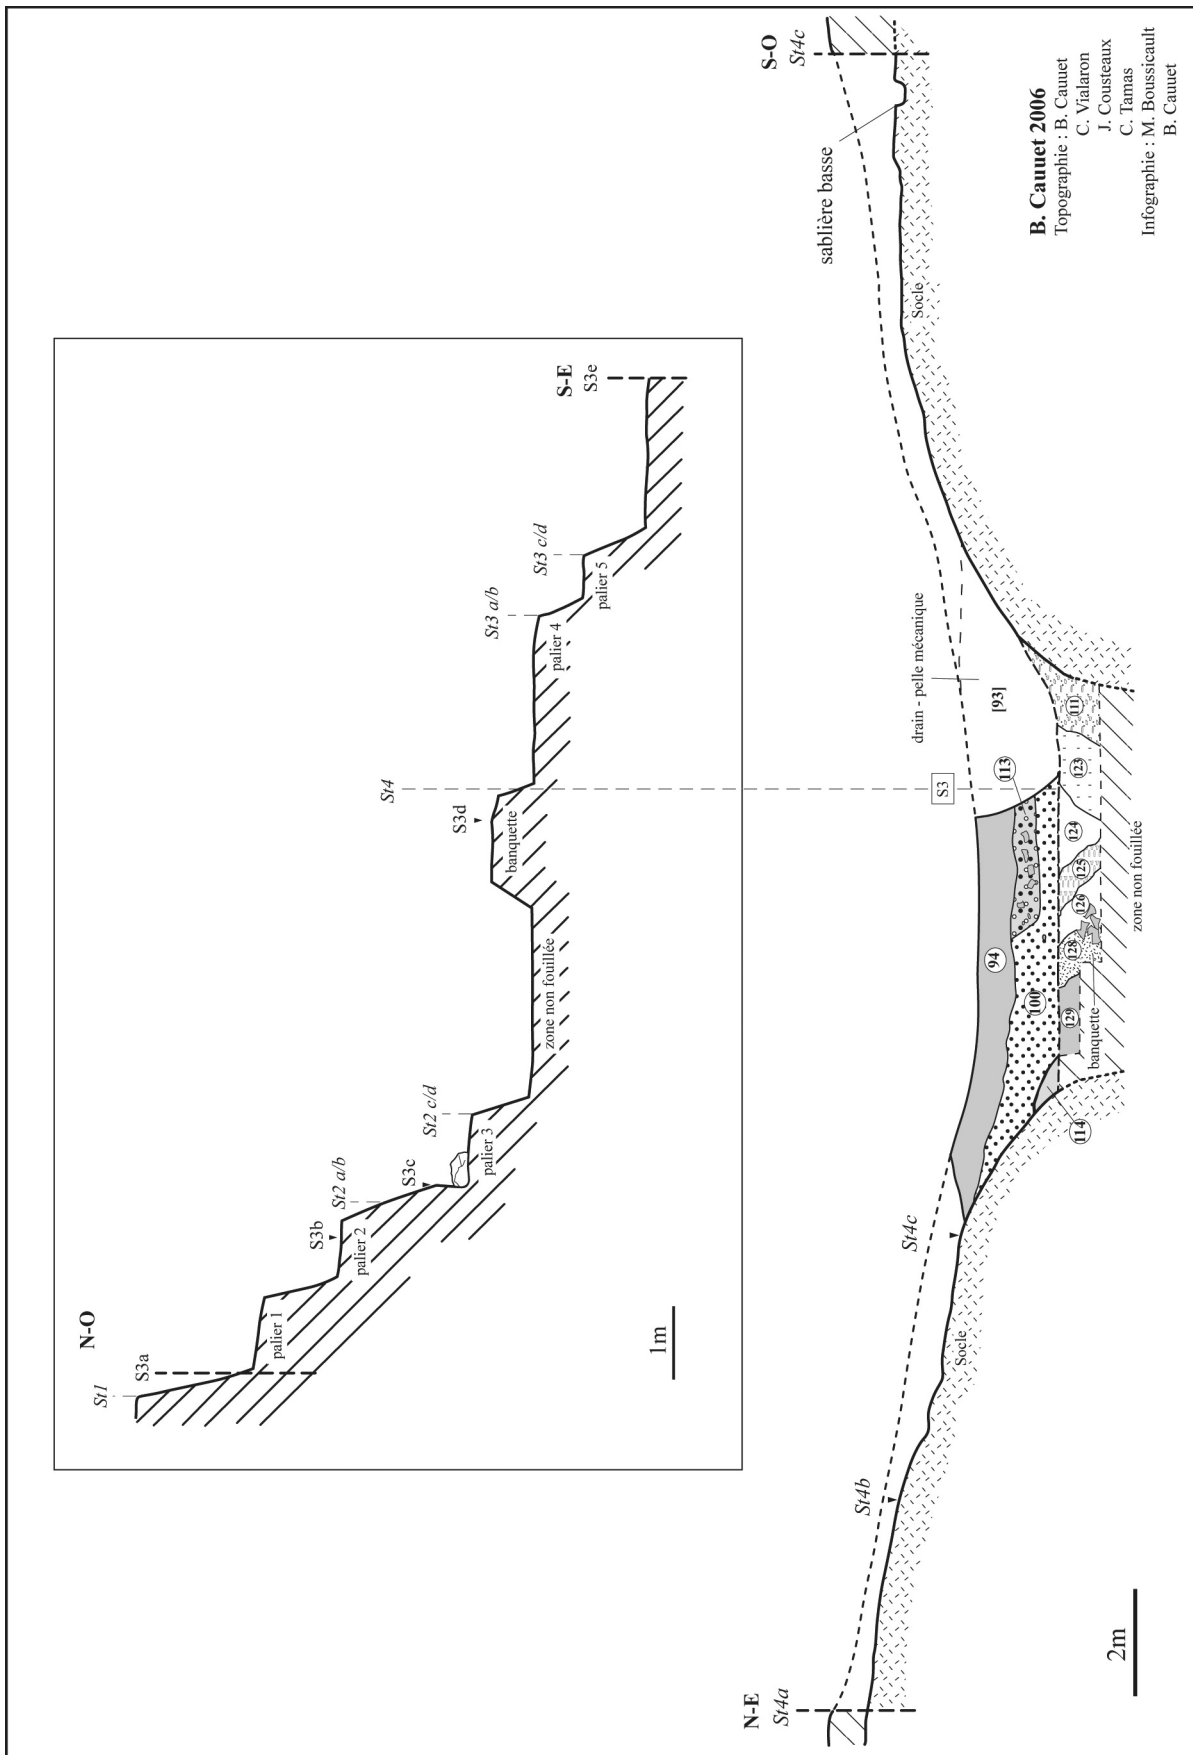 N-O
St1
S3a
palier 1
S3b
palier 2
St2 a/b
S3c
palier 3
St2 c/d
zone non fouillée
S3d
banquette
St4
palier 4
St3 a/b
palier 5
St3 c/d
S-E
S3e
1m
N-E
St4a
St4b
St4c
Socle
94
100
113
114
129
128
126
125
124
123
111
banquette
zone non fouillée
S3
[93]
drain - pelle mécanique
Socle
sablière basse
S-O
St4c
2m
B. Cauuet 2006
Topographie : B. Cauuet
C. Vialaron
J. Cousteaux
C. Tamas
Infographie : M. Boussicault
B. Cauuet